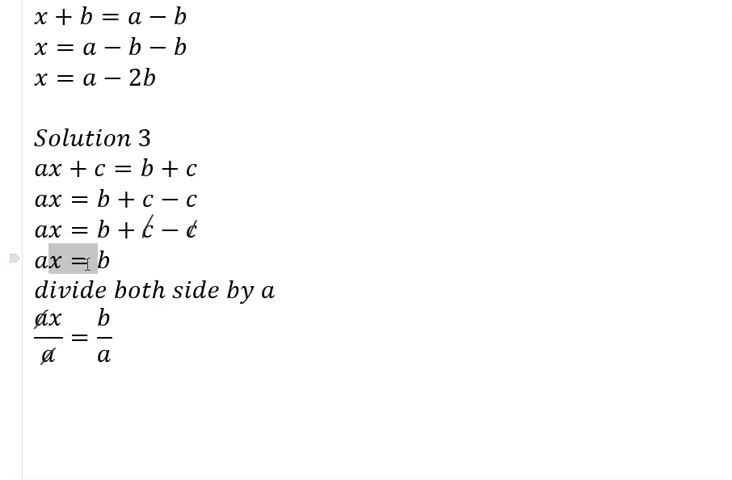 x + b = a − b
x = a − b − b
x = a − 2b
Solution 3
ax + c = b + c
ax = b + c − c
ax = b + c − c
ax = b
divide both side by a
ax/a = b/a